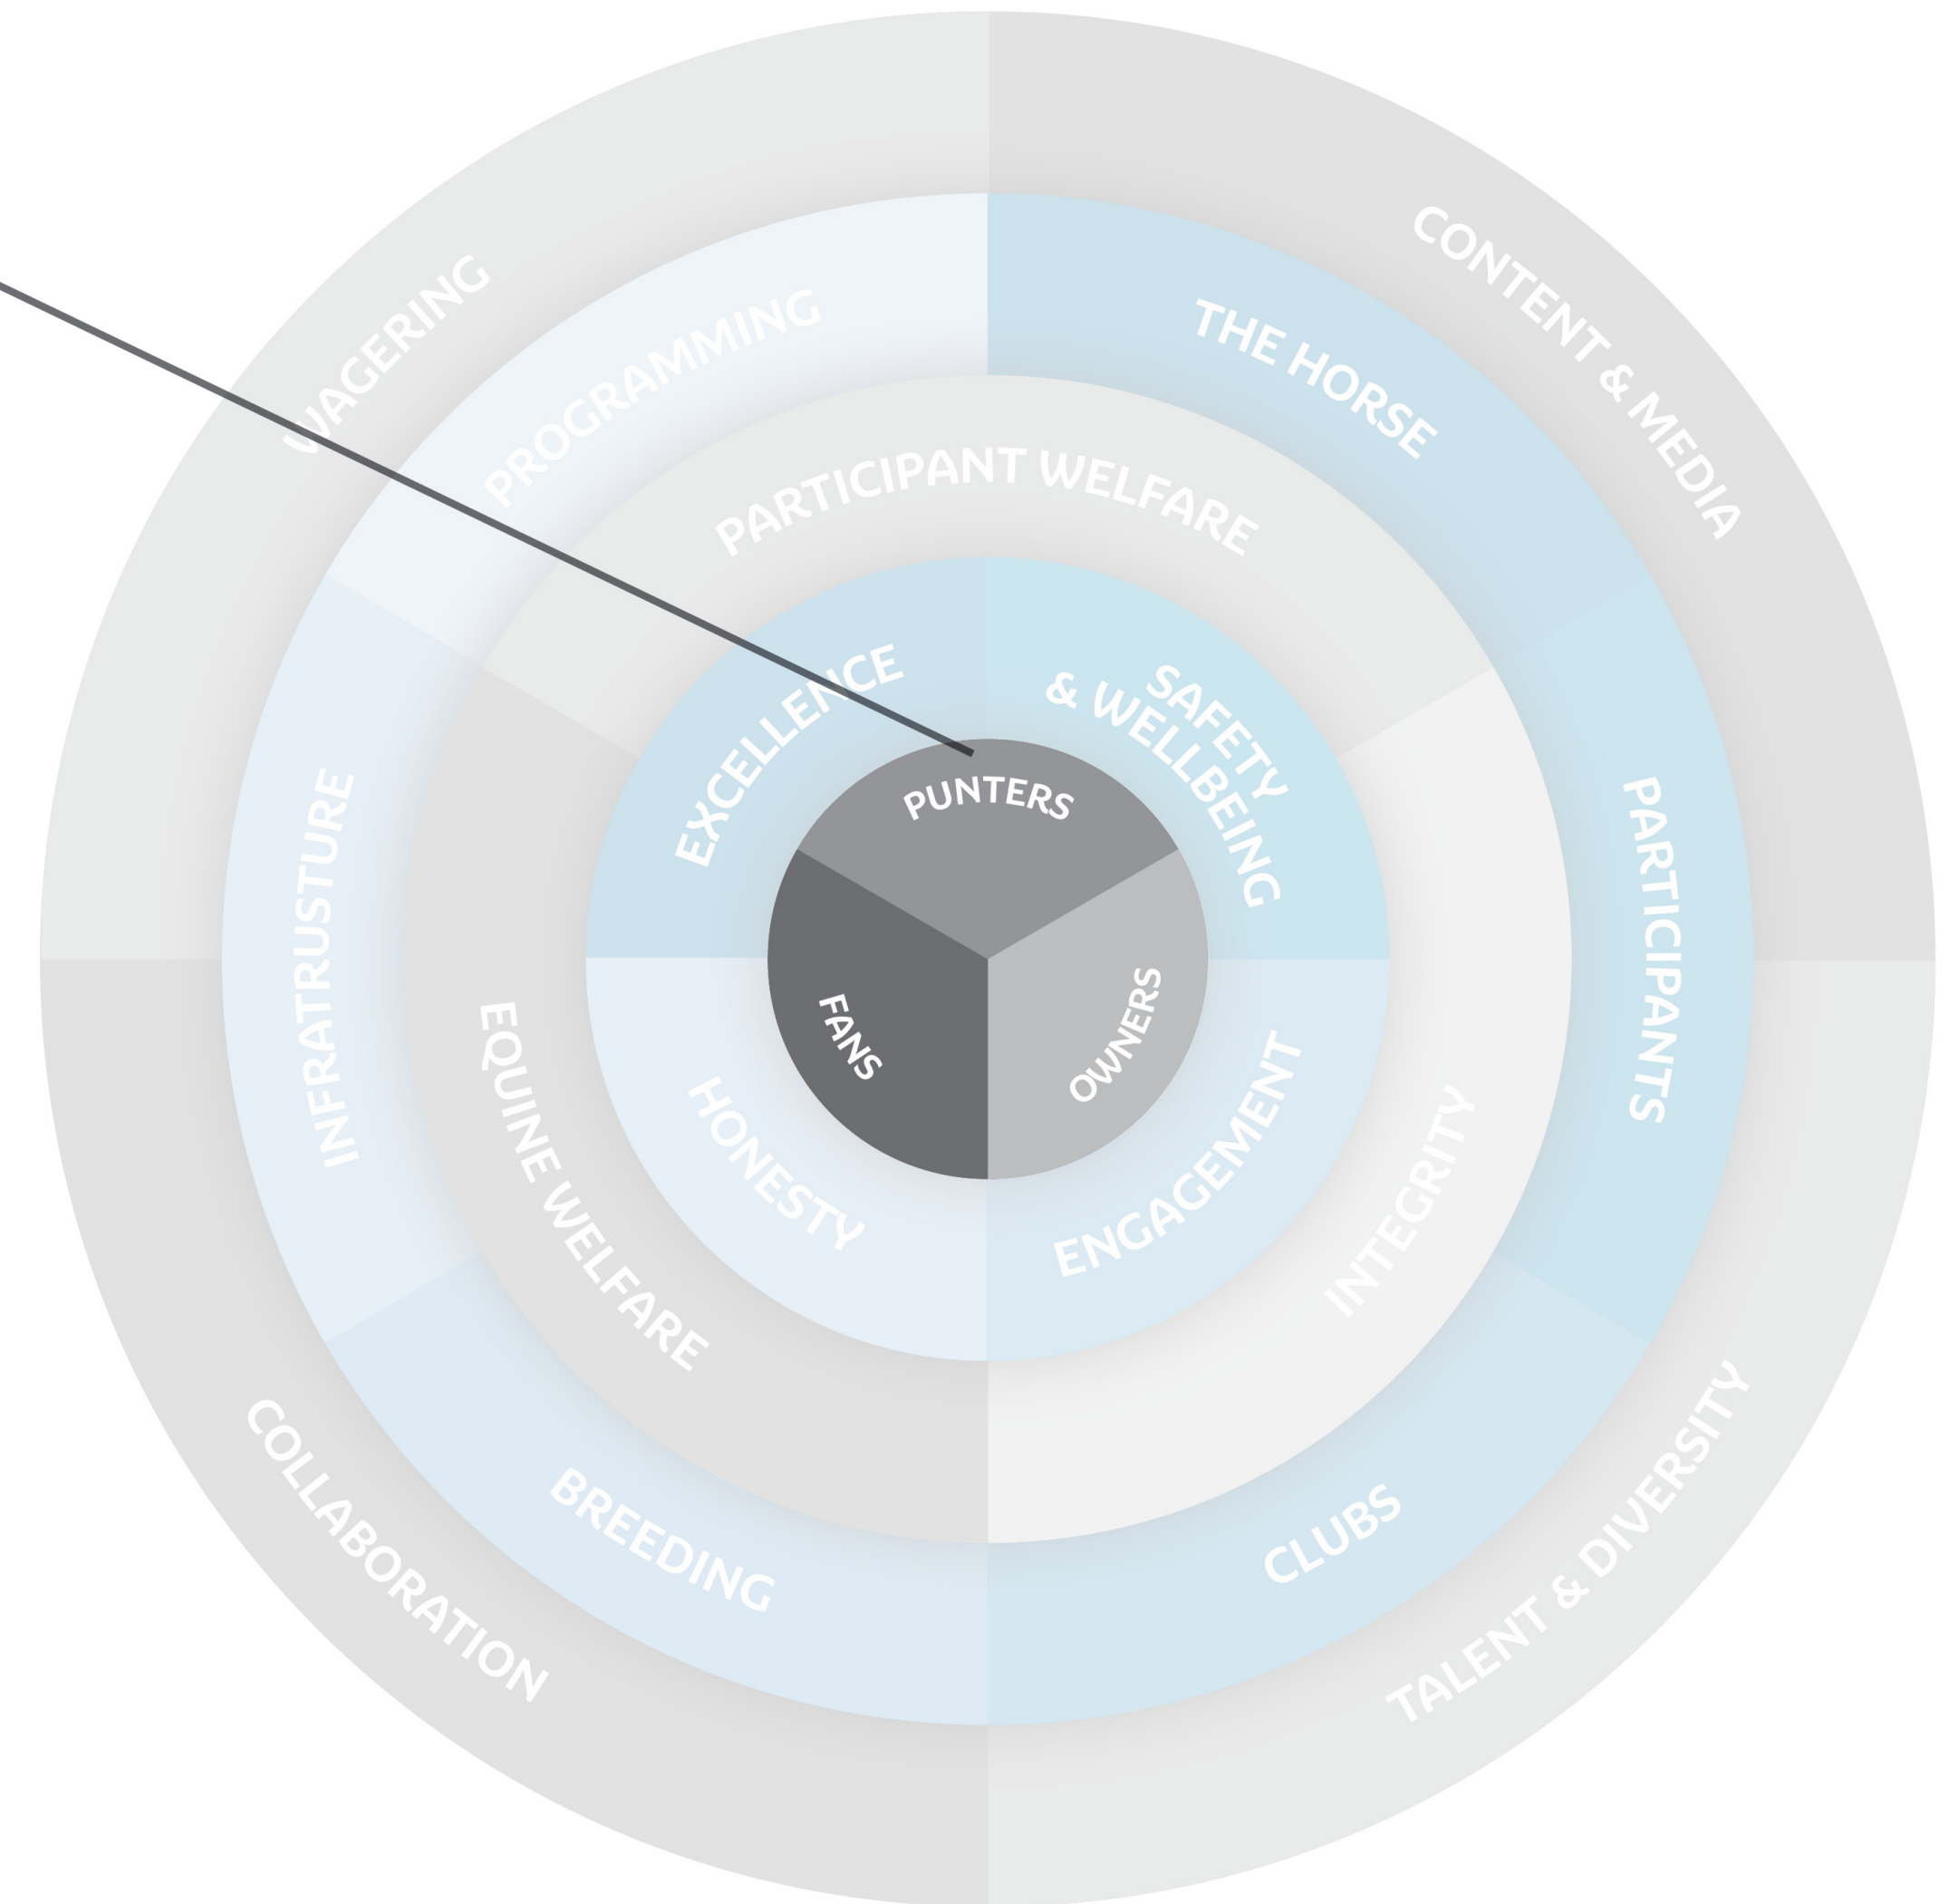 WAGERING
CONTENT & MEDIA
PROGRAMMING
THE HORSE
PARTICIPANT WELFARE
EXCELLENCE
SAFETY
& WELLBEING
PUNTERS
FANS
OWNERS
INFRATRUSTURE
PARTICIPANTS
EQUINE WELFARE
HONESTY
ENGAGEMENT
INTEGRITY
COLLABORATION
BREEDING
CLUBS
TALENT & DIVERSITY